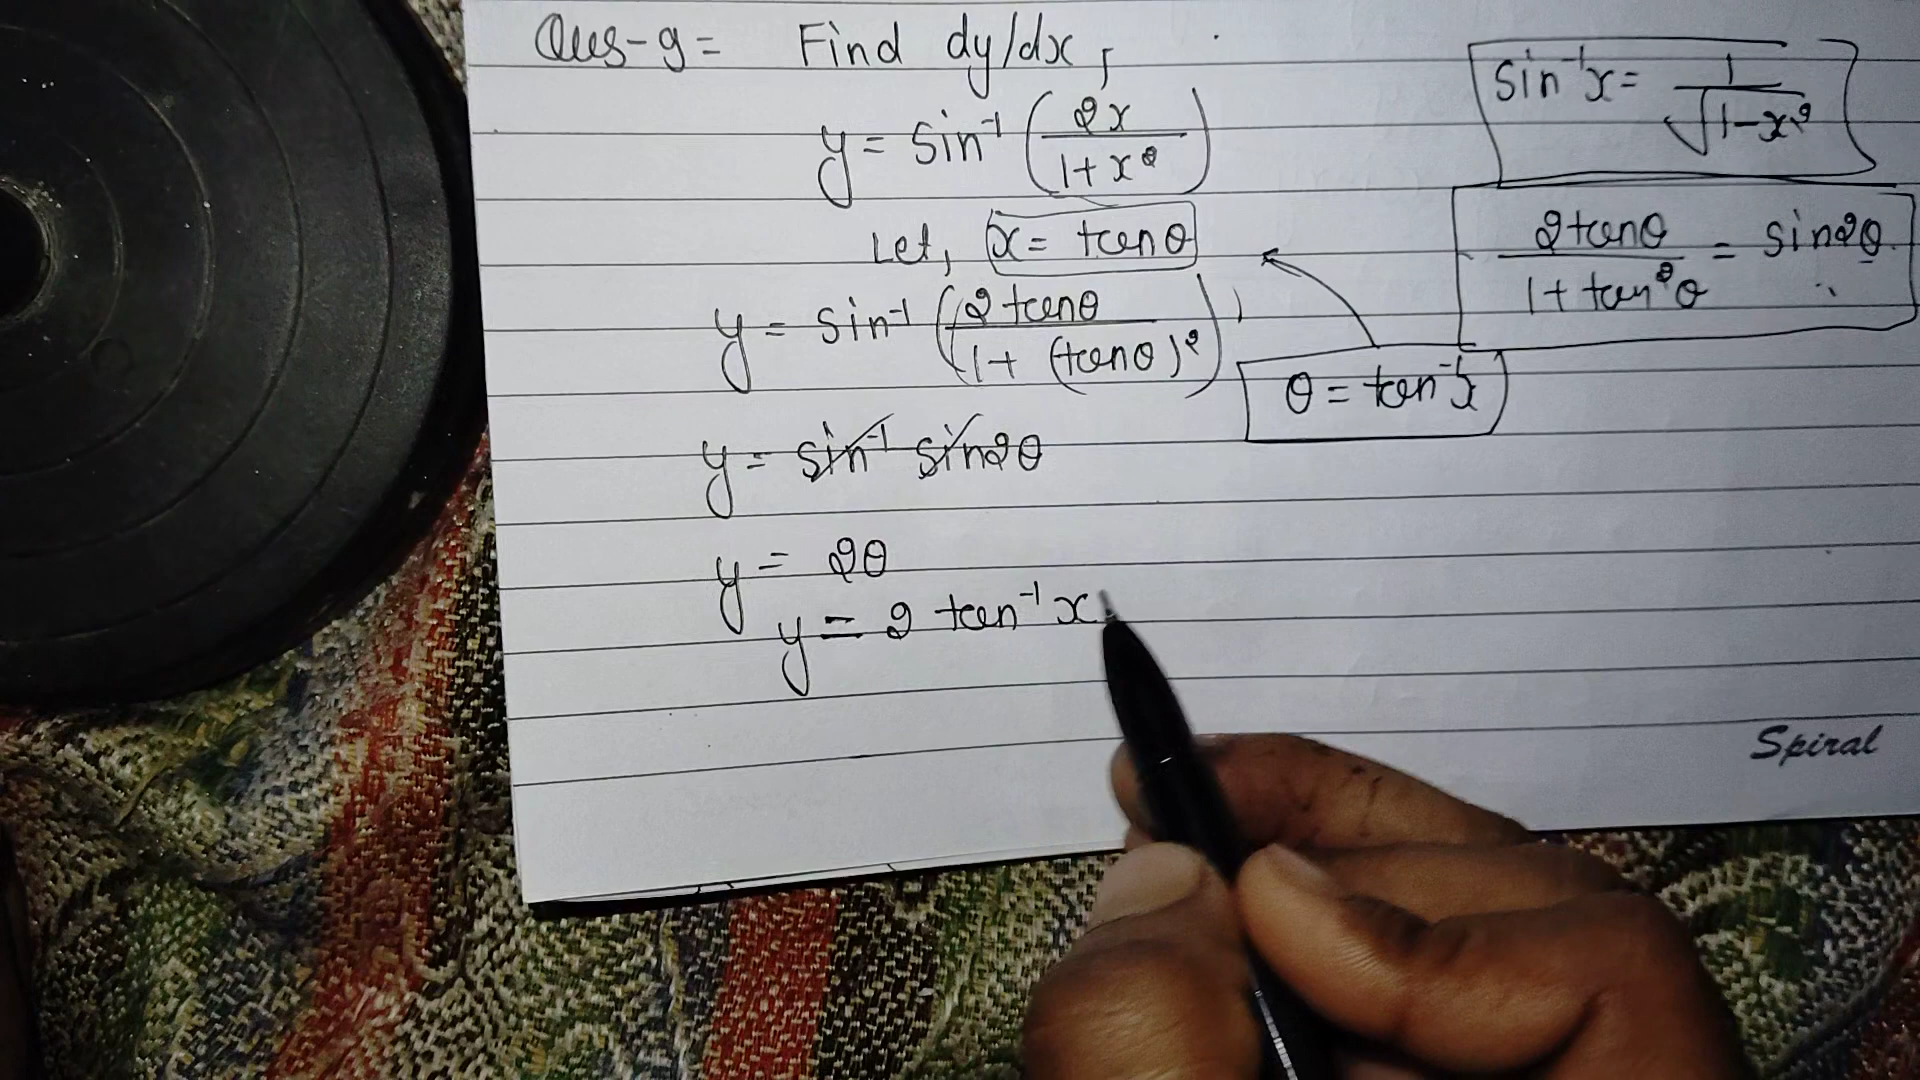 Ques-9= Find dy/dx,
y = sin⁻¹ (2x / 1+x²)
Let, x = tanθ
y = sin⁻¹ (2tanθ / 1+(tanθ)²)
y = sin⁻¹ sin2θ
y = 2θ
y = 2 tan⁻¹x
sin⁻¹x = 1 / √1-x²
2tanθ / 1+tan²θ = sin2θ.
θ = tan⁻¹x
Spiral